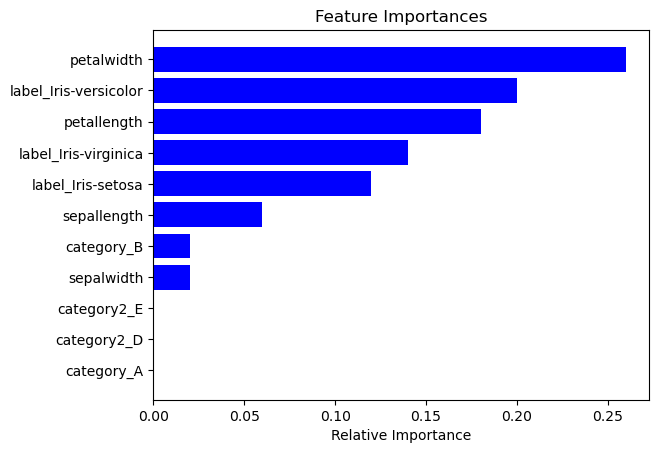 Feature Importances
petalwidth
label_Iris-versicolor
petallength
label_Iris-virginica
label_Iris-setosa
sepallength
category_B
sepalwidth
category2_E
category2_D
category_A
0.00 0.05 0.10 0.15 0.20 0.25
Relative Importance